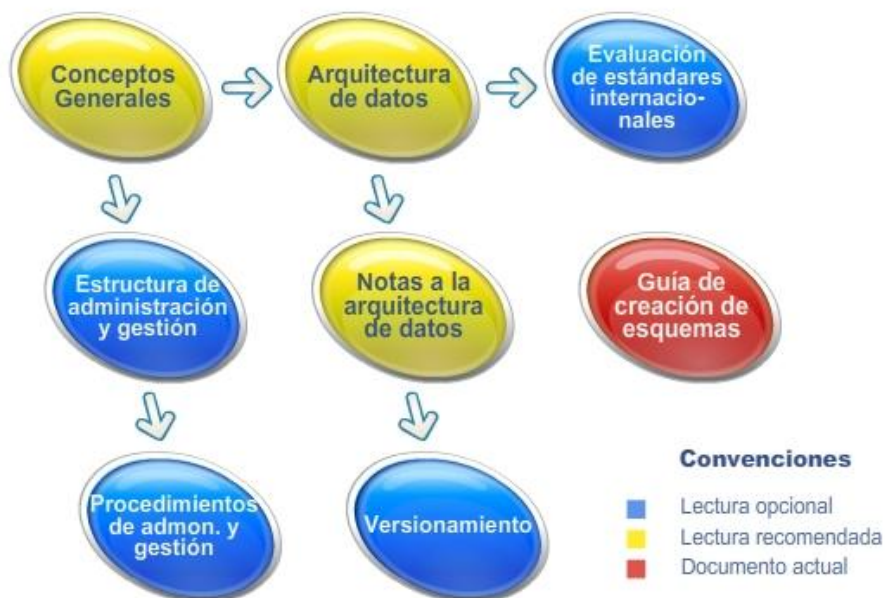 Conceptos
Generales
Arquitectura
de datos
Evaluación
de estándares
internacio-
nales
Estructura de
administración
y gestión
Notas a la
arquitectura
de datos
Guía de
creación de
esquemas
Procedimientos
de admon. y
gestión
Versionamiento
Convenciones
Lectura opcional
Lectura recomendada
Documento actual